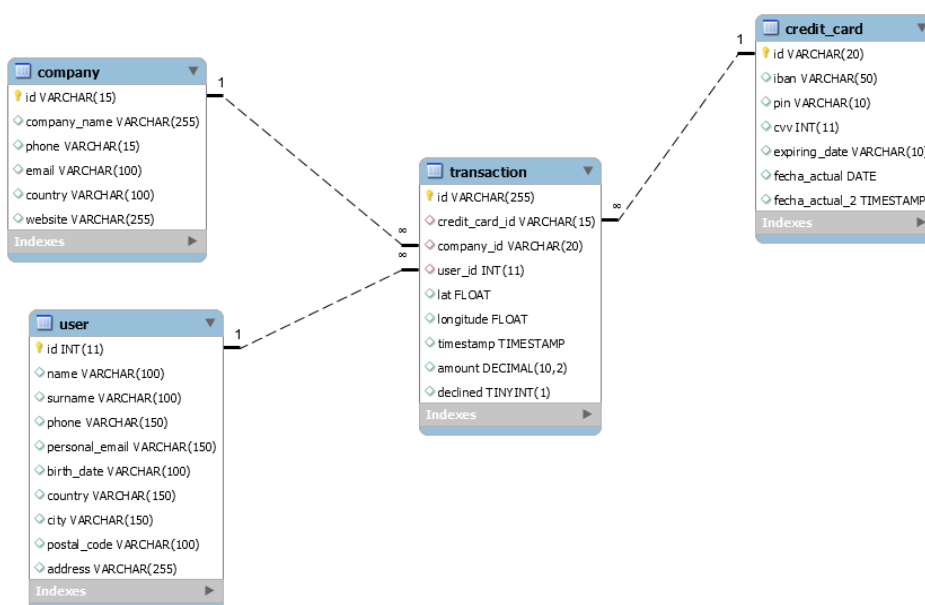 company
id VARCHAR(15)
company_name VARCHAR(255)
phone VARCHAR(15)
email VARCHAR(100)
country VARCHAR(100)
website VARCHAR(255)
Indexes
1
user
id INT(11)
name VARCHAR(100)
surname VARCHAR(100)
phone VARCHAR(150)
personal_email VARCHAR(150)
birth_date VARCHAR(100)
country VARCHAR(150)
city VARCHAR(150)
postal_code VARCHAR(100)
address VARCHAR(255)
Indexes
1
∞
∞
transaction
id VARCHAR(255)
credit_card_id VARCHAR(15)
company_id VARCHAR(20)
user_id INT(11)
lat FLOAT
longitude FLOAT
timestamp TIMESTAMP
amount DECIMAL(10,2)
declined TINYINT(1)
Indexes
∞
1
credit_card
id VARCHAR(20)
iban VARCHAR(50)
pin VARCHAR(10)
cvv INT(11)
expiring_date VARCHAR(10)
fecha_actual DATE
fecha_actual_2 TIMESTAMP
Indexes